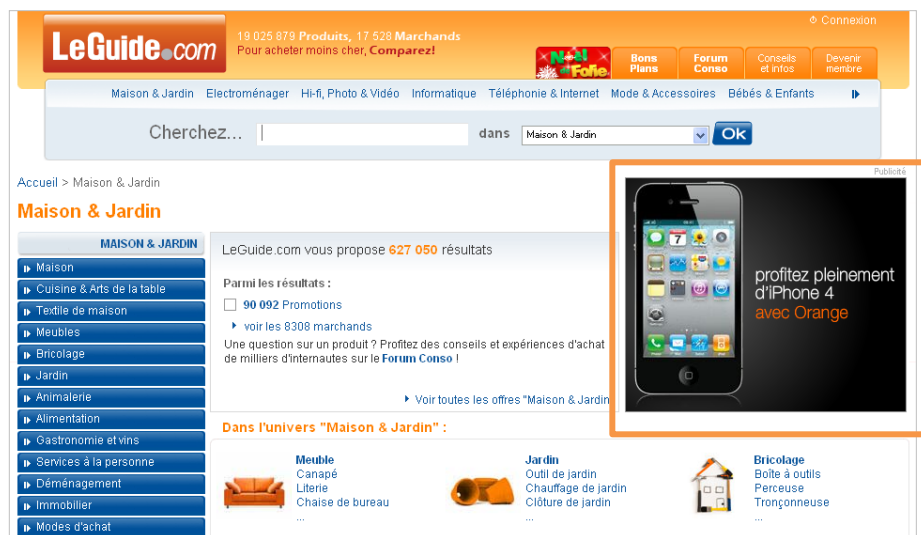 Connexion
LeGuide.com
19 025 879 Produits, 17 528 Marchands
Pour acheter moins cher, Comparez!
Noël
Folie
Bons Plans
Forum Conso
Conseils et infos
Devenir membre
Maison & Jardin Electroménager Hi-fi, Photo & Vidéo Informatique Téléphonie & Internet Mode & Accessoires Bébés & Enfants
Cherchez... dans Maison & Jardin Ok
Accueil > Maison & Jardin
Publicité
Maison & Jardin
MAISON & JARDIN
Maison
Cuisine & Arts de la table
Textile de maison
Meubles
Bricolage
Jardin
Animalerie
Alimentation
Gastronomie et vins
Services à la personne
Déménagement
Immobilier
Modes d'achat
LeGuide.com vous propose 627 050 résultats
Parmi les résultats :
90 092 Promotions
voir les 8308 marchands
Une question sur un produit ? Profitez des conseils et expériences d'achat
de milliers d'internautes sur le Forum Conso !
Voir toutes les offres "Maison & Jardin
7
profitez pleinement
d'iPhone 4
avec Orange
Dans l'univers "Maison & Jardin" :
Meuble
Canapé
Literie
Chaise de bureau
...
Jardin
Outil de jardin
Chauffage de jardin
Clôture de jardin
...
Bricolage
Boîte à outils
Perceuse
Tronçonneuse
...